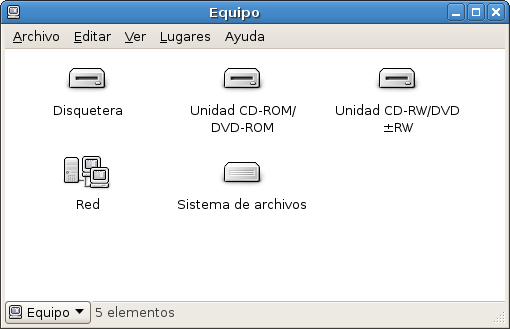 Equipo
Archivo Editar Ver Lugares Ayuda
Disquetera
Unidad CD-ROM/
DVD-ROM
Unidad CD-RW/DVD
±RW
Red
Sistema de archivos
Equipo 5 elementos